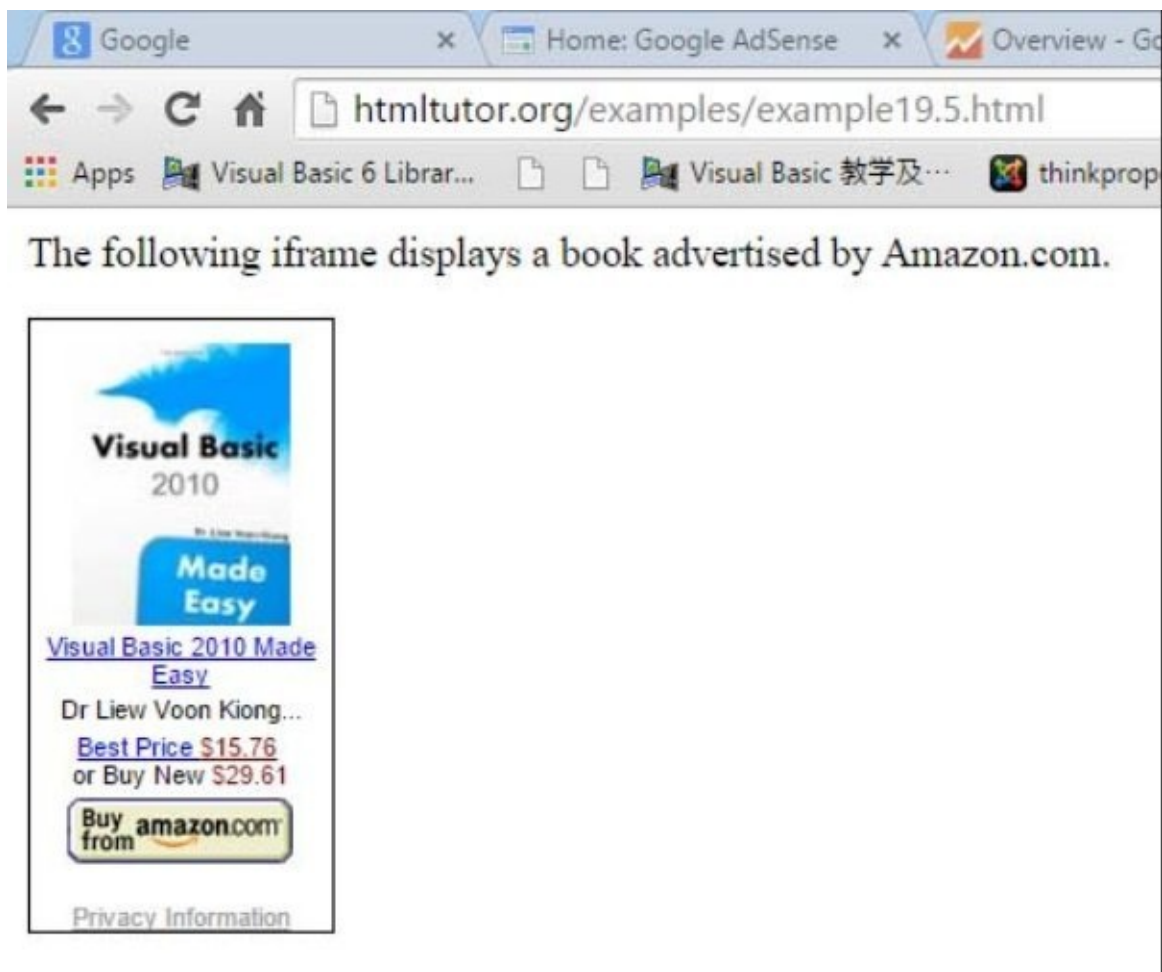 Google
Home: Google AdSense
Overview - Go
htmltutor.org/examples/example19.5.html
Apps Visual Basic 6 Librar... Visual Basic 教学及… thinkprop
The following iframe displays a book advertised by Amazon.com.
Visual Basic
2010
Made
Easy
Visual Basic 2010 Made
Easy
Dr Liew Voon Kiong...
Best Price $15.76
or Buy New $29.61
Buy
from amazon.com
Privacy Information